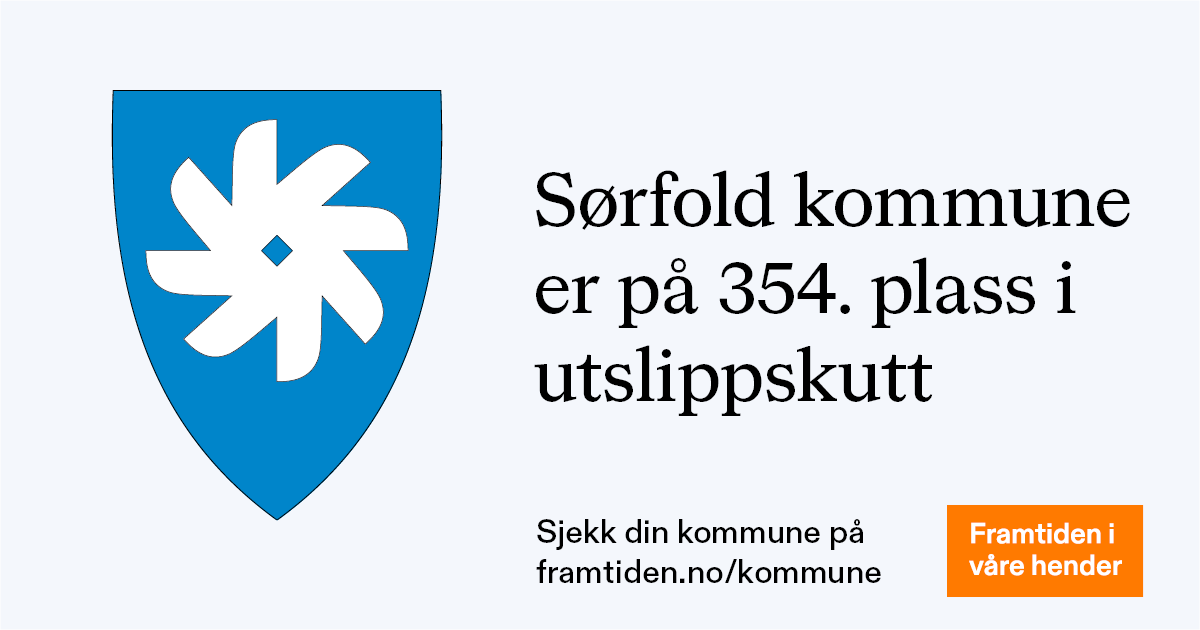 Sørfold kommune
er på 354. plass i
utslippskutt
Sjekk din kommune på
framtiden.no/kommune
Framtiden i
våre hender